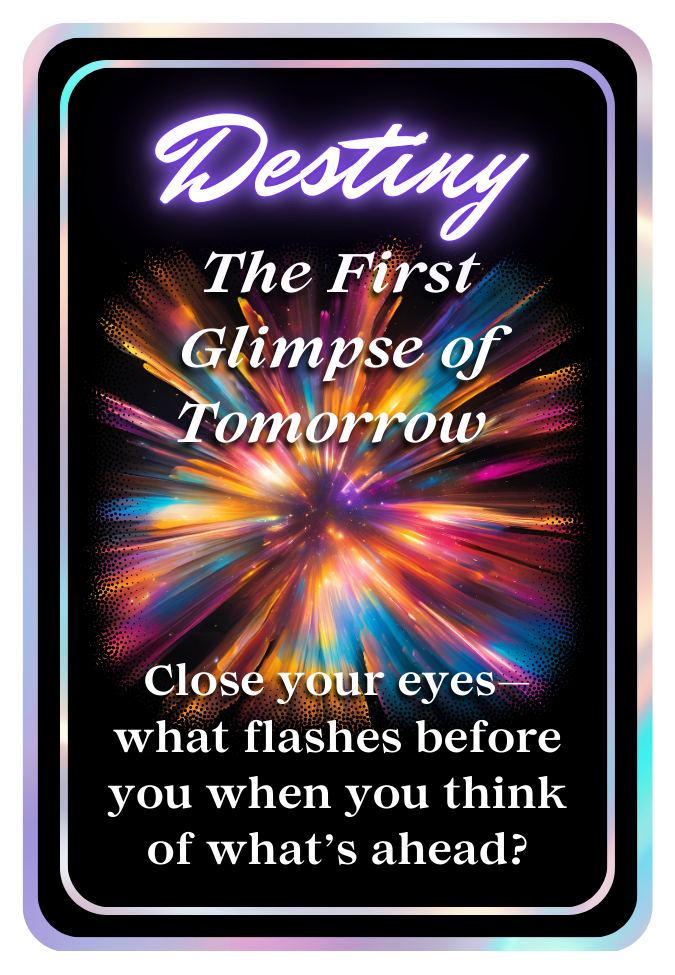 Destiny
The First
Glimpse of
Tomorrow
Close your eyes—
what flashes before
you when you think
of what’s ahead?